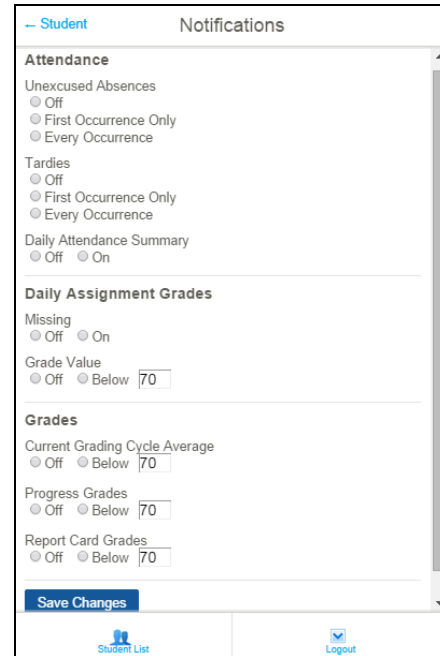 ← Student Notifications
Attendance
Unexcused Absences
Off
First Occurrence Only
Every Occurrence
Tardies
Off
First Occurrence Only
Every Occurrence
Daily Attendance Summary
Off On
Daily Assignment Grades
Missing
Off On
Grade Value
Off Below 70
Grades
Current Grading Cycle Average
Off Below 70
Progress Grades
Off Below 70
Report Card Grades
Off Below 70
Save Changes
Student List Logout